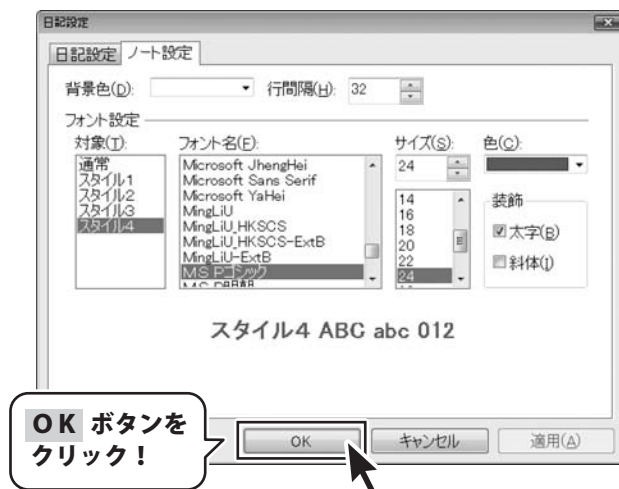 日記設定
日記設定 ノート設定
背景色(D): 行間隔(H): 32
フォント設定
対象(T): フォント名(F): サイズ(S): 色(C):
通常
スタイル1
スタイル2
スタイル3
スタイル4
Microsoft JhengHei
Microsoft Sans Serif
Microsoft YaHei
MingLiU
MingLiU_HKSCS
MingLiU_HKSCS-ExtB
MingLiU-ExtB
MS Pゴシック
MS P明朝
24
14
16
18
20
22
24
装飾
太字(B)
斜体(I)
スタイル4 ABC abc 012
OK ボタンを
クリック！
OK キャンセル 適用(A)